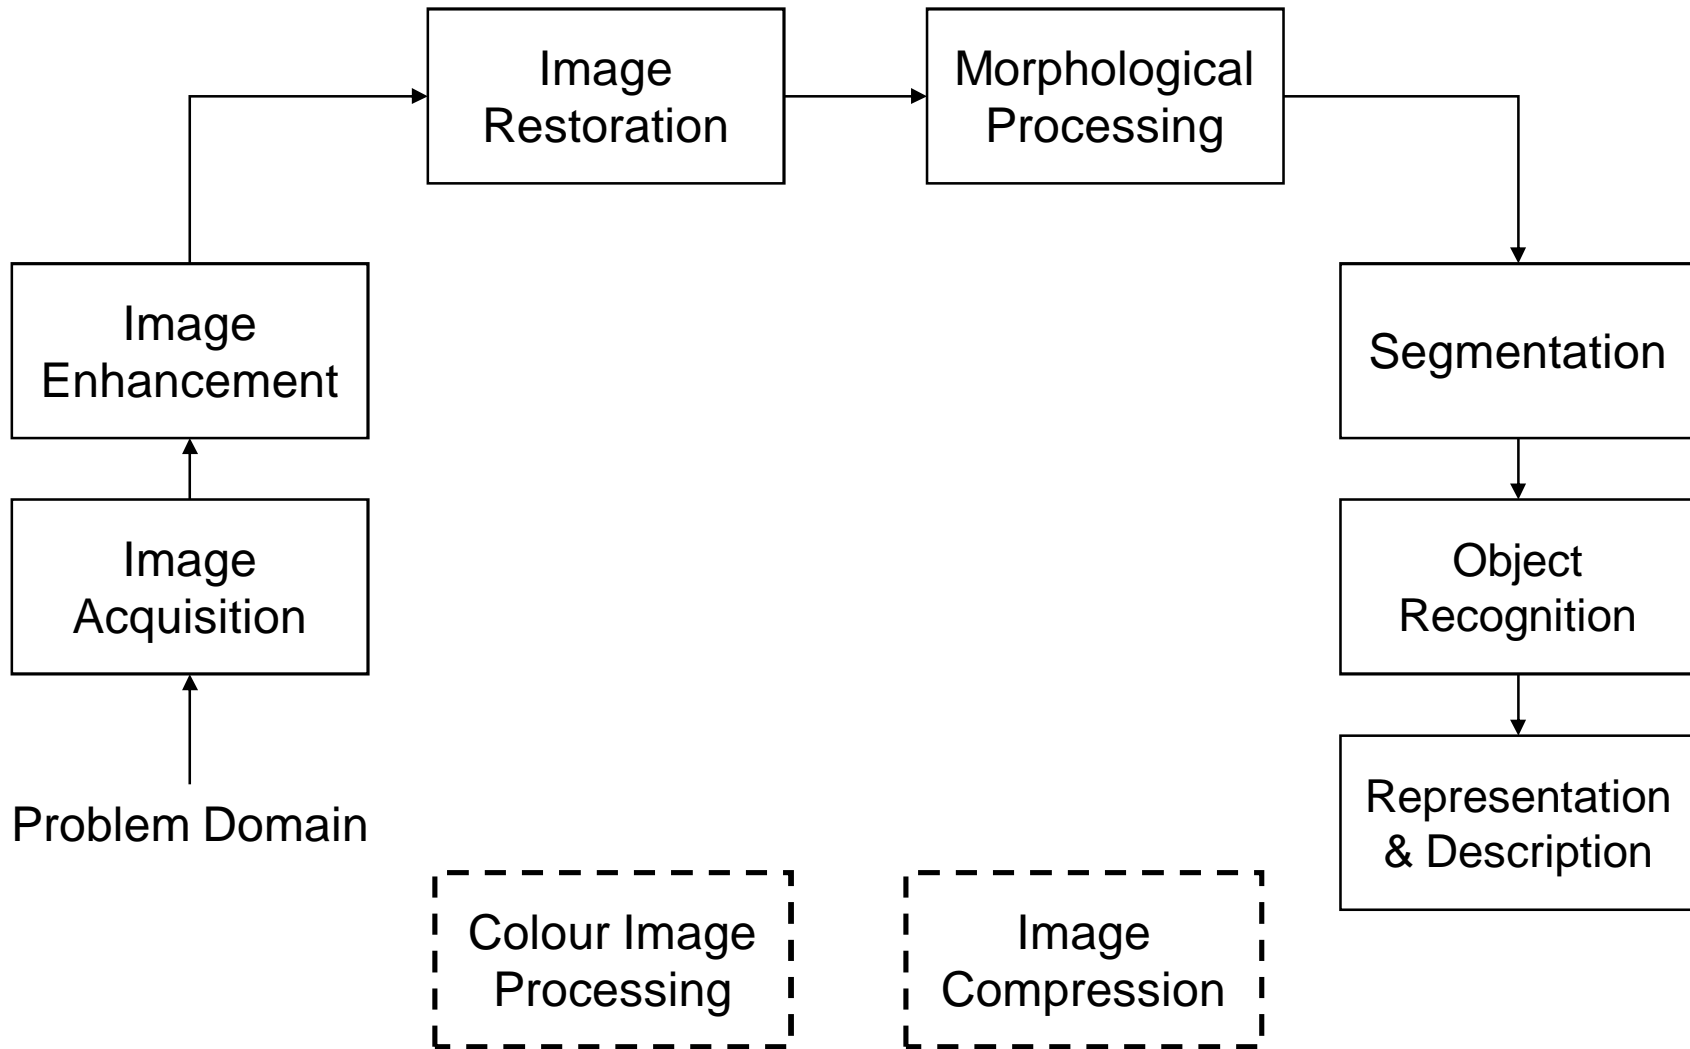 Image
Restoration
Morphological
Processing
Image
Enhancement
Segmentation
Image
Acquisition
Object
Recognition
Problem Domain
Representation
& Description
Colour Image
Processing
Image
Compression